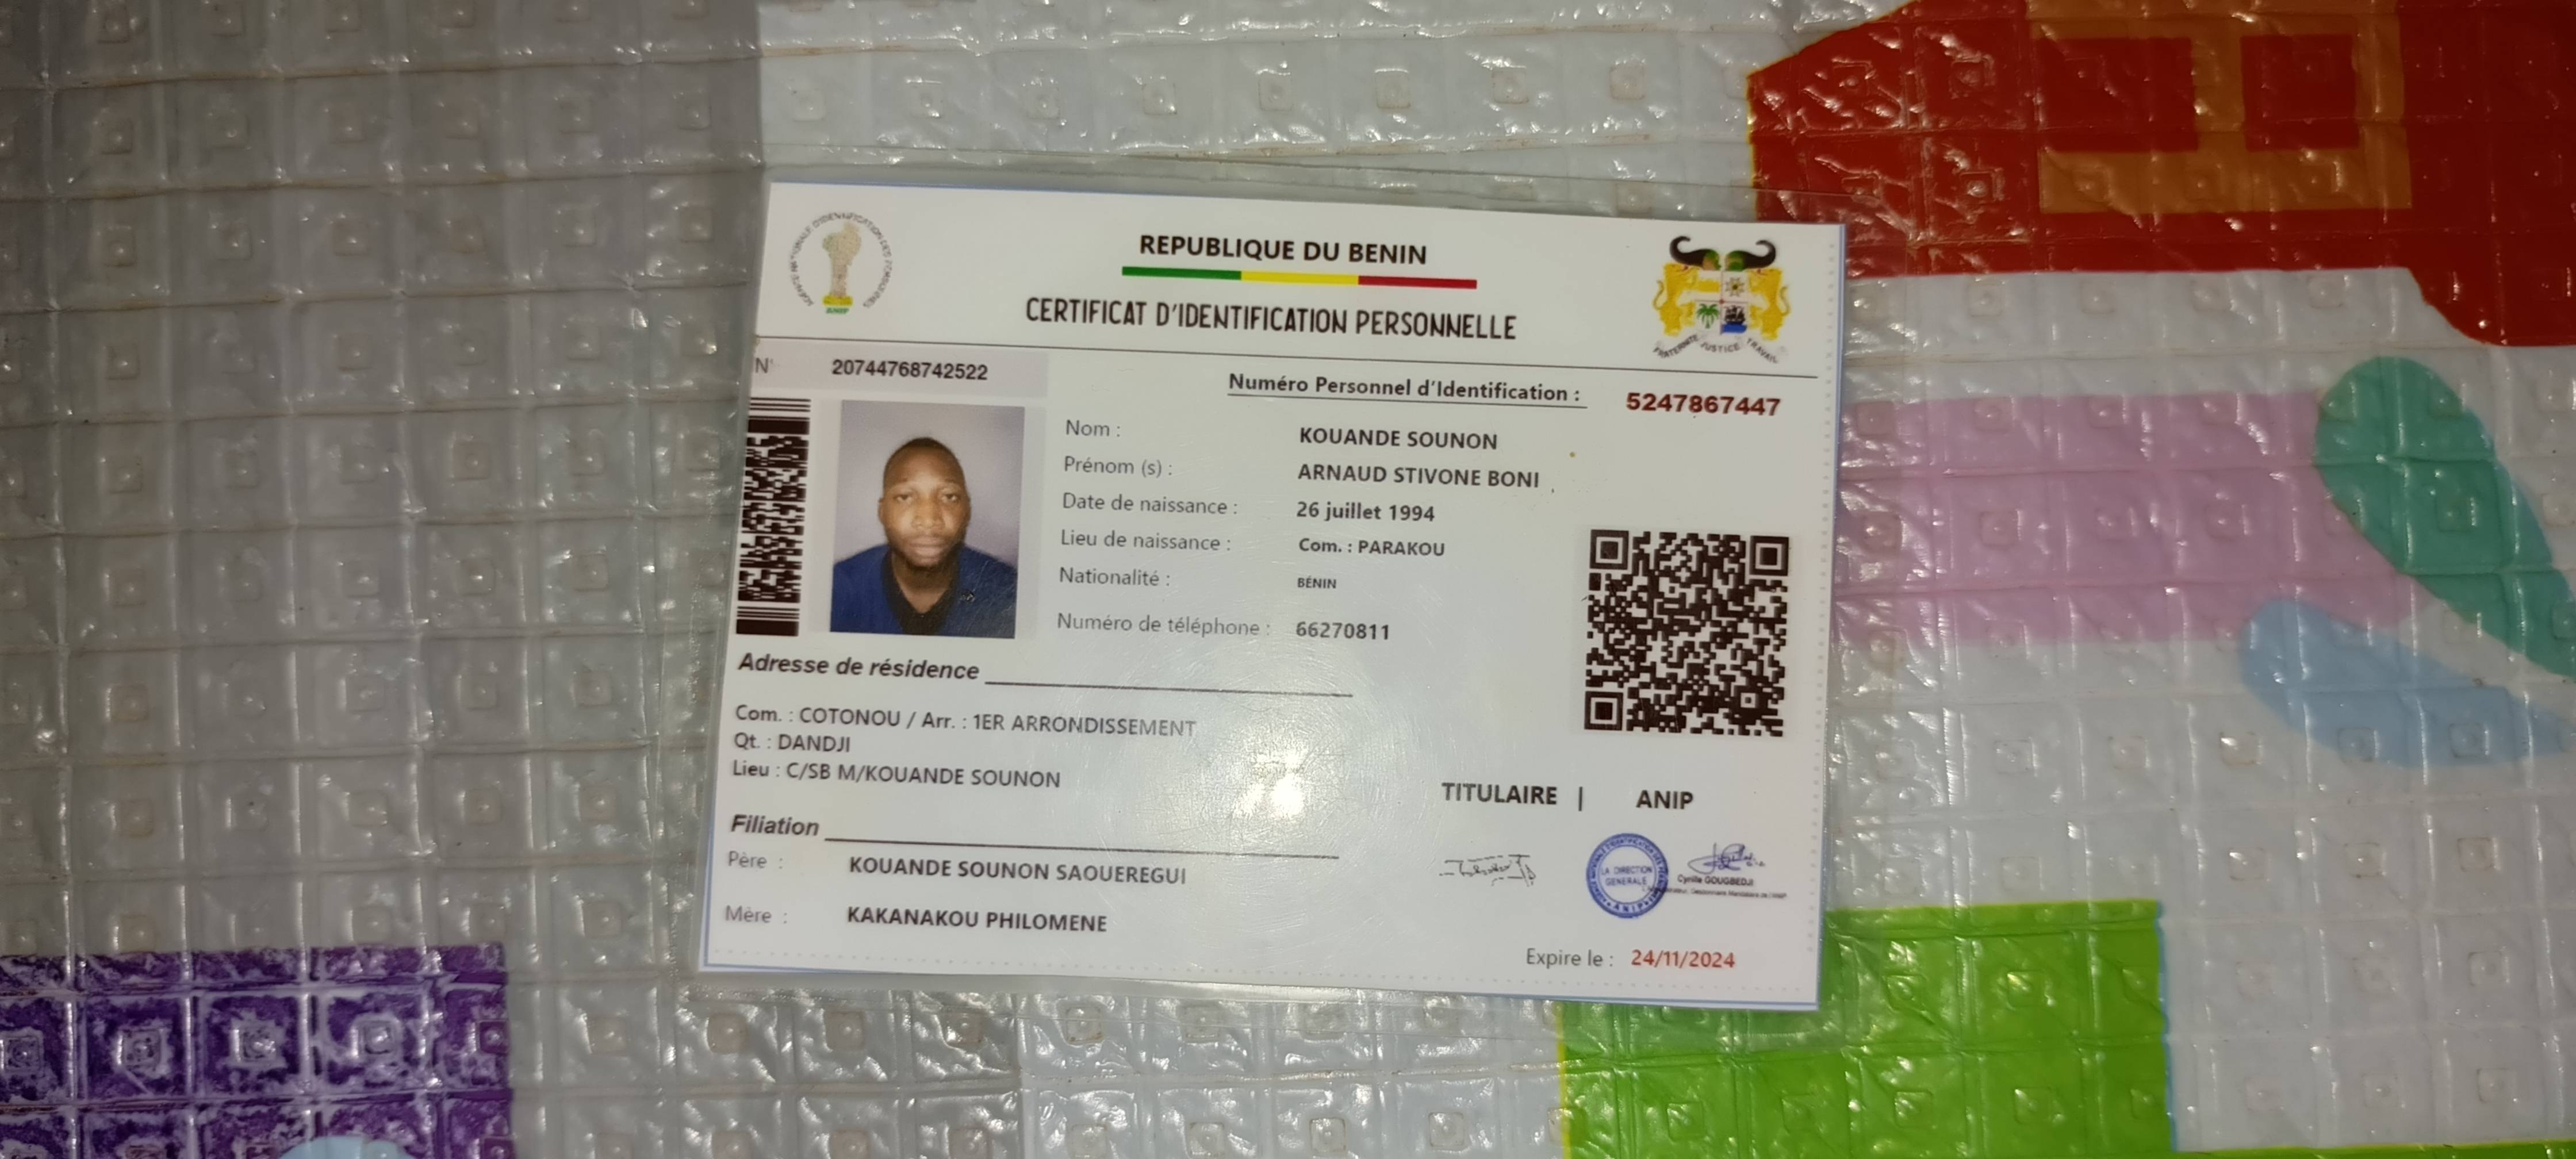 REPUBLIQUE DU BENIN
CERTIFICAT D'IDENTIFICATION PERSONNELLE
ANIP
FRATERNITE JUSTICE TRAVAIL
N° 20744768742522
Numéro Personnel d'Identification : 5247867447
Nom : KOUANDE SOUNON
Prénom (s) : ARNAUD STIVONE BONI
Date de naissance : 26 juillet 1994
Lieu de naissance : Com. : PARAKOU
Nationalité : BÉNIN
Numéro de téléphone : 66270811
Adresse de résidence
Com. : COTONOU / Arr. : 1ER ARRONDISSEMENT
Qt. : DANDJI
Lieu : C/SB M/KOUANDE SOUNON
TITULAIRE | ANIP
Filiation
Père : KOUANDE SOUNON SAOUEREGUI
Mère : KAKANAKOU PHILOMENE
LA DIRECTION
GENERALE
Cyrille GOUGBEDJI
Expire le : 24/11/2024